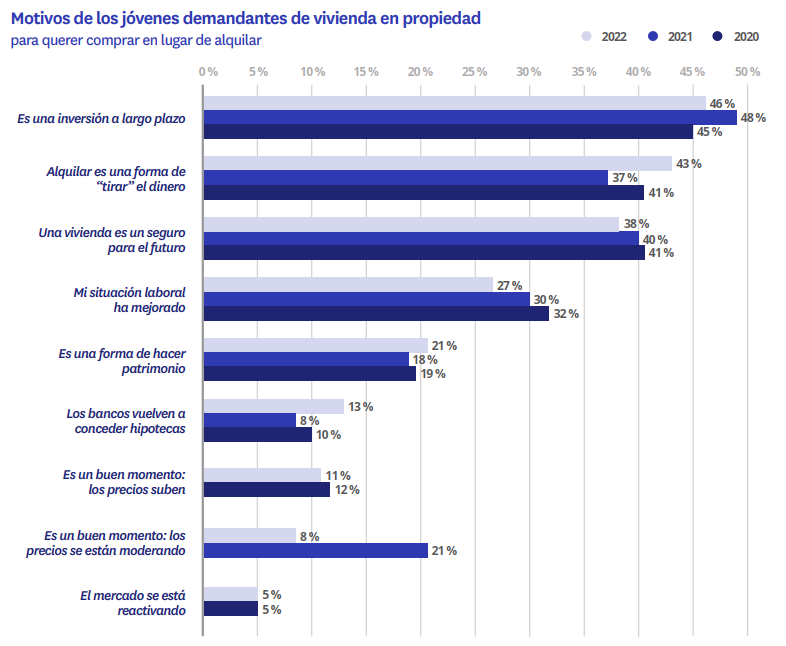 Motivos de los jóvenes demandantes de vivienda en propiedad
para querer comprar en lugar de alquilar
2022 2021 2020
0 % 5 % 10 % 15 % 20 % 25 % 30 % 35 % 40 % 45 % 50 %
Es una inversión a largo plazo
46 %
48 %
45 %
Alquilar es una forma de
“tirar” el dinero
43 %
37 %
41 %
Una vivienda es un seguro
para el futuro
38 %
40 %
41 %
Mi situación laboral
ha mejorado
27 %
30 %
32 %
Es una forma de hacer
patrimonio
21 %
18 %
19 %
Los bancos vuelven a
conceder hipotecas
13 %
8 %
10 %
Es un buen momento:
los precios suben
11 %
12 %
Es un buen momento: los
precios se están moderando
8 %
21 %
El mercado se está
reactivando
5 %
5 %